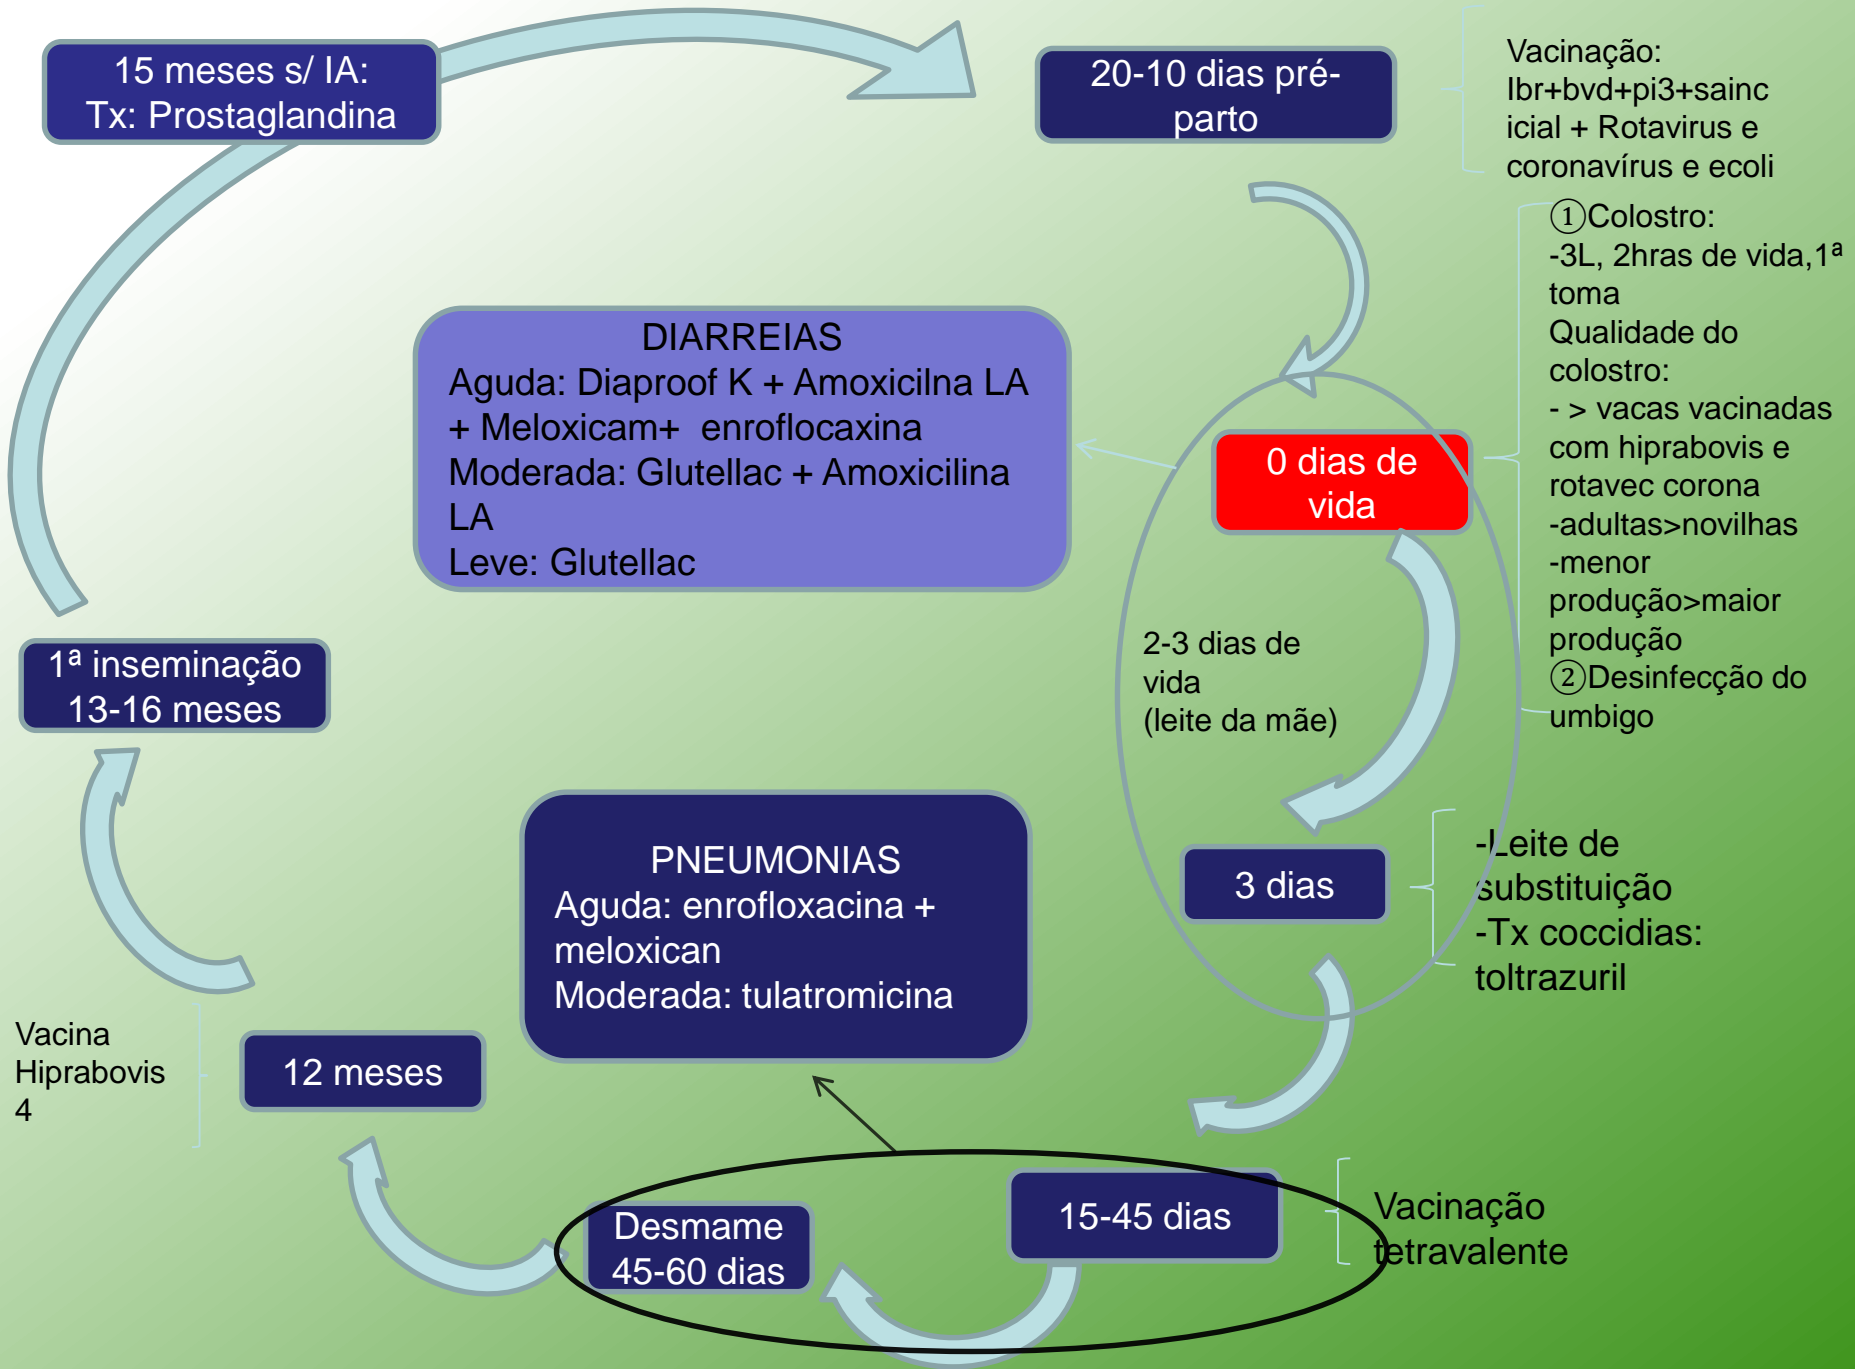 15 meses s/ IA:
Tx: Prostaglandina
20-10 dias pré-
parto
Vacinação:
Ibr+bvd+pi3+sainc
icial + Rotavirus e
coronavírus e ecoli
①Colostro:
-3L, 2hras de vida,1ª
toma
Qualidade do
colostro:
- > vacas vacinadas
com hiprabovis e
rotavec corona
-adultas>novilhas
-menor
produção>maior
produção
②Desinfecção do
umbigo
DIARREIAS
Aguda: Diaproof K + Amoxicilna LA
+ Meloxicam+ enroflocaxina
Moderada: Glutellac + Amoxicilina
LA
Leve: Glutellac
0 dias de
vida
2-3 dias de
vida
(leite da mãe)
1ª inseminação
13-16 meses
PNEUMONIAS
Aguda: enrofloxacina +
meloxican
Moderada: tulatromicina
3 dias
-Leite de
substituição
-Tx coccidias:
toltrazuril
Vacina
Hiprabovis
4
12 meses
Desmame
45-60 dias
15-45 dias
Vacinação
tetravalente